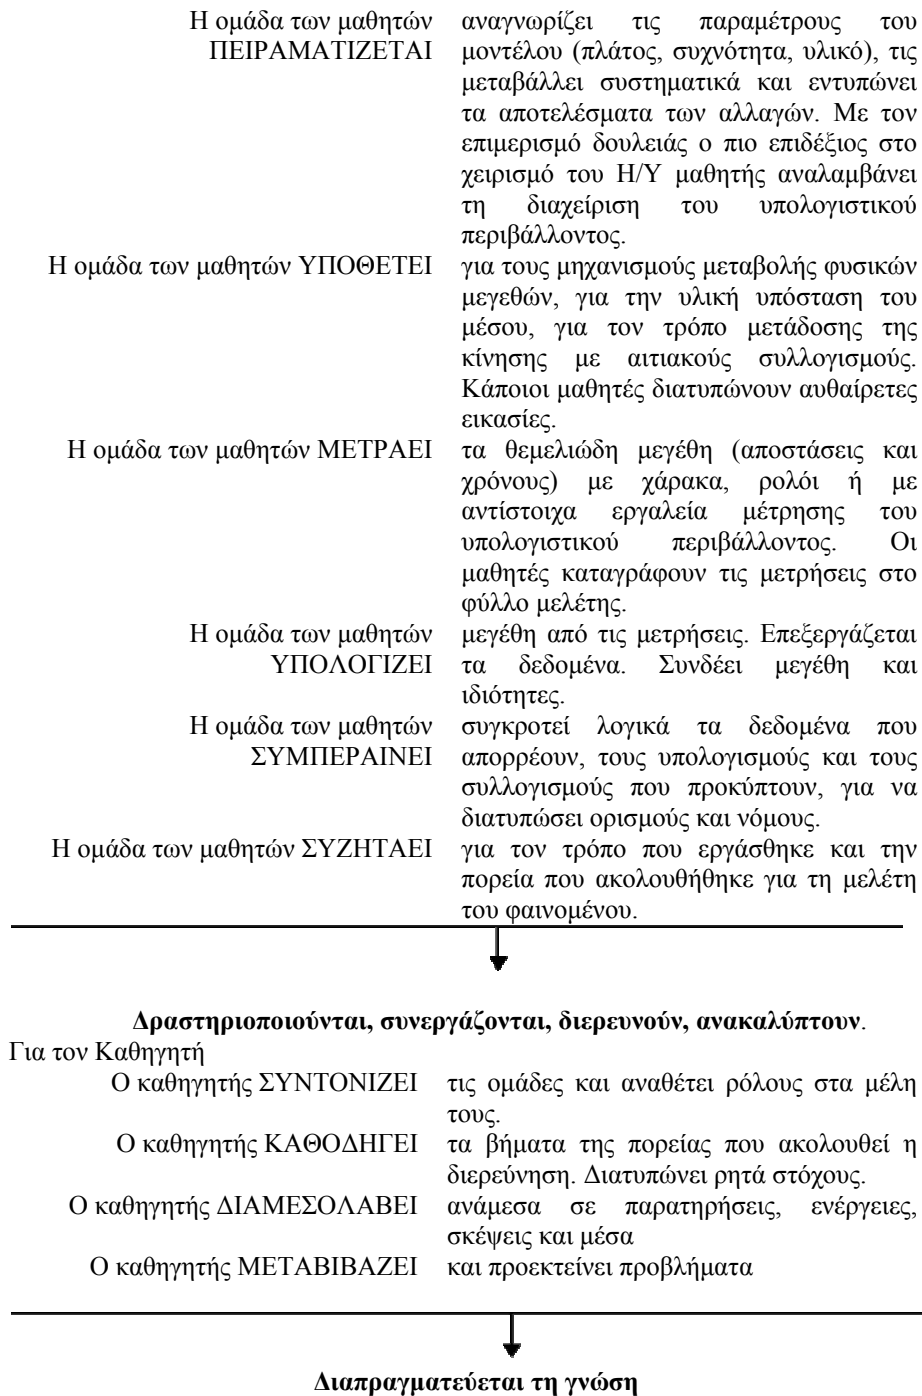 Η ομάδα των μαθητών αναγνωρίζει τις παραμέτρους του
ΠΕΙΡΑΜΑΤΙΖΕΤΑΙ μοντέλου (πλάτος, συχνότητα, υλικό), τις
μεταβάλλει συστηματικά και εντυπώνει
τα αποτελέσματα των αλλαγών. Με τον
επιμερισμό δουλειάς ο πιο επιδέξιος στο
χειρισμό του Η/Υ μαθητής αναλαμβάνει
τη διαχείριση του υπολογιστικού
περιβάλλοντος.
Η ομάδα των μαθητών ΥΠΟΘΕΤΕΙ για τους μηχανισμούς μεταβολής φυσικών
μεγεθών, για την υλική υπόσταση του
μέσου, για τον τρόπο μετάδοσης της
κίνησης με αιτιακούς συλλογισμούς.
Κάποιοι μαθητές διατυπώνουν αυθαίρετες
εικασίες.
Η ομάδα των μαθητών ΜΕΤΡΑΕΙ τα θεμελιώδη μεγέθη (αποστάσεις και
χρόνους) με χάρακα, ρολόι ή με
αντίστοιχα εργαλεία μέτρησης του
υπολογιστικού περιβάλλοντος. Οι
μαθητές καταγράφουν τις μετρήσεις στο
φύλλο μελέτης.
Η ομάδα των μαθητών μεγέθη από τις μετρήσεις. Επεξεργάζεται
ΥΠΟΛΟΓΙΖΕΙ τα δεδομένα. Συνδέει μεγέθη και
ιδιότητες.
Η ομάδα των μαθητών συγκροτεί λογικά τα δεδομένα που
ΣΥΜΠΕΡΑΙΝΕΙ απορρέουν, τους υπολογισμούς και τους
συλλογισμούς που προκύπτουν, για να
διατυπώσει ορισμούς και νόμους.
Η ομάδα των μαθητών ΣΥΖΗΤΑΕΙ για τον τρόπο που εργάσθηκε και την
πορεία που ακολουθήθηκε για τη μελέτη
του φαινομένου.
Δραστηριοποιούνται, συνεργάζονται, διερευνούν, ανακαλύπτουν.
Για τον Καθηγητή
Ο καθηγητής ΣΥΝΤΟΝΙΖΕΙ τις ομάδες και αναθέτει ρόλους στα μέλη
τους.
Ο καθηγητής ΚΑΘΟΔΗΓΕΙ τα βήματα της πορείας που ακολουθεί η
διερεύνηση. Διατυπώνει ρητά στόχους.
Ο καθηγητής ΔΙΑΜΕΣΟΛΑΒΕΙ ανάμεσα σε παρατηρήσεις, ενέργειες,
σκέψεις και μέσα
Ο καθηγητής ΜΕΤΑΒΙΒΑΖΕΙ και προεκτείνει προβλήματα
Διαπραγματεύεται τη γνώση